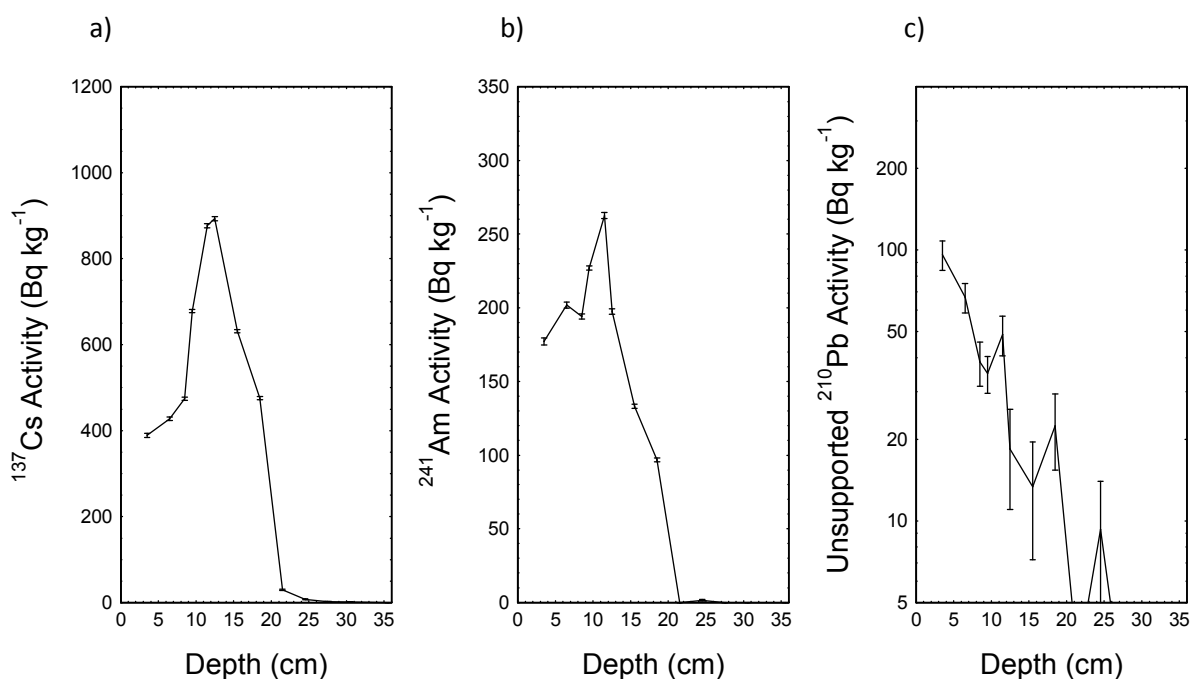 a)
1200
1000
800
600
400
200
0
0 5 10 15 20 25 30 35
Depth (cm)
¹³⁷Cs Activity (Bq kg⁻¹)
b)
350
300
250
200
150
100
50
0
0 5 10 15 20 25 30 35
Depth (cm)
²⁴¹Am Activity (Bq kg⁻¹)
c)
200
100
50
20
10
5
0 5 10 15 20 25 30 35
Depth (cm)
Unsupported ²¹⁰Pb Activity (Bq kg⁻¹)